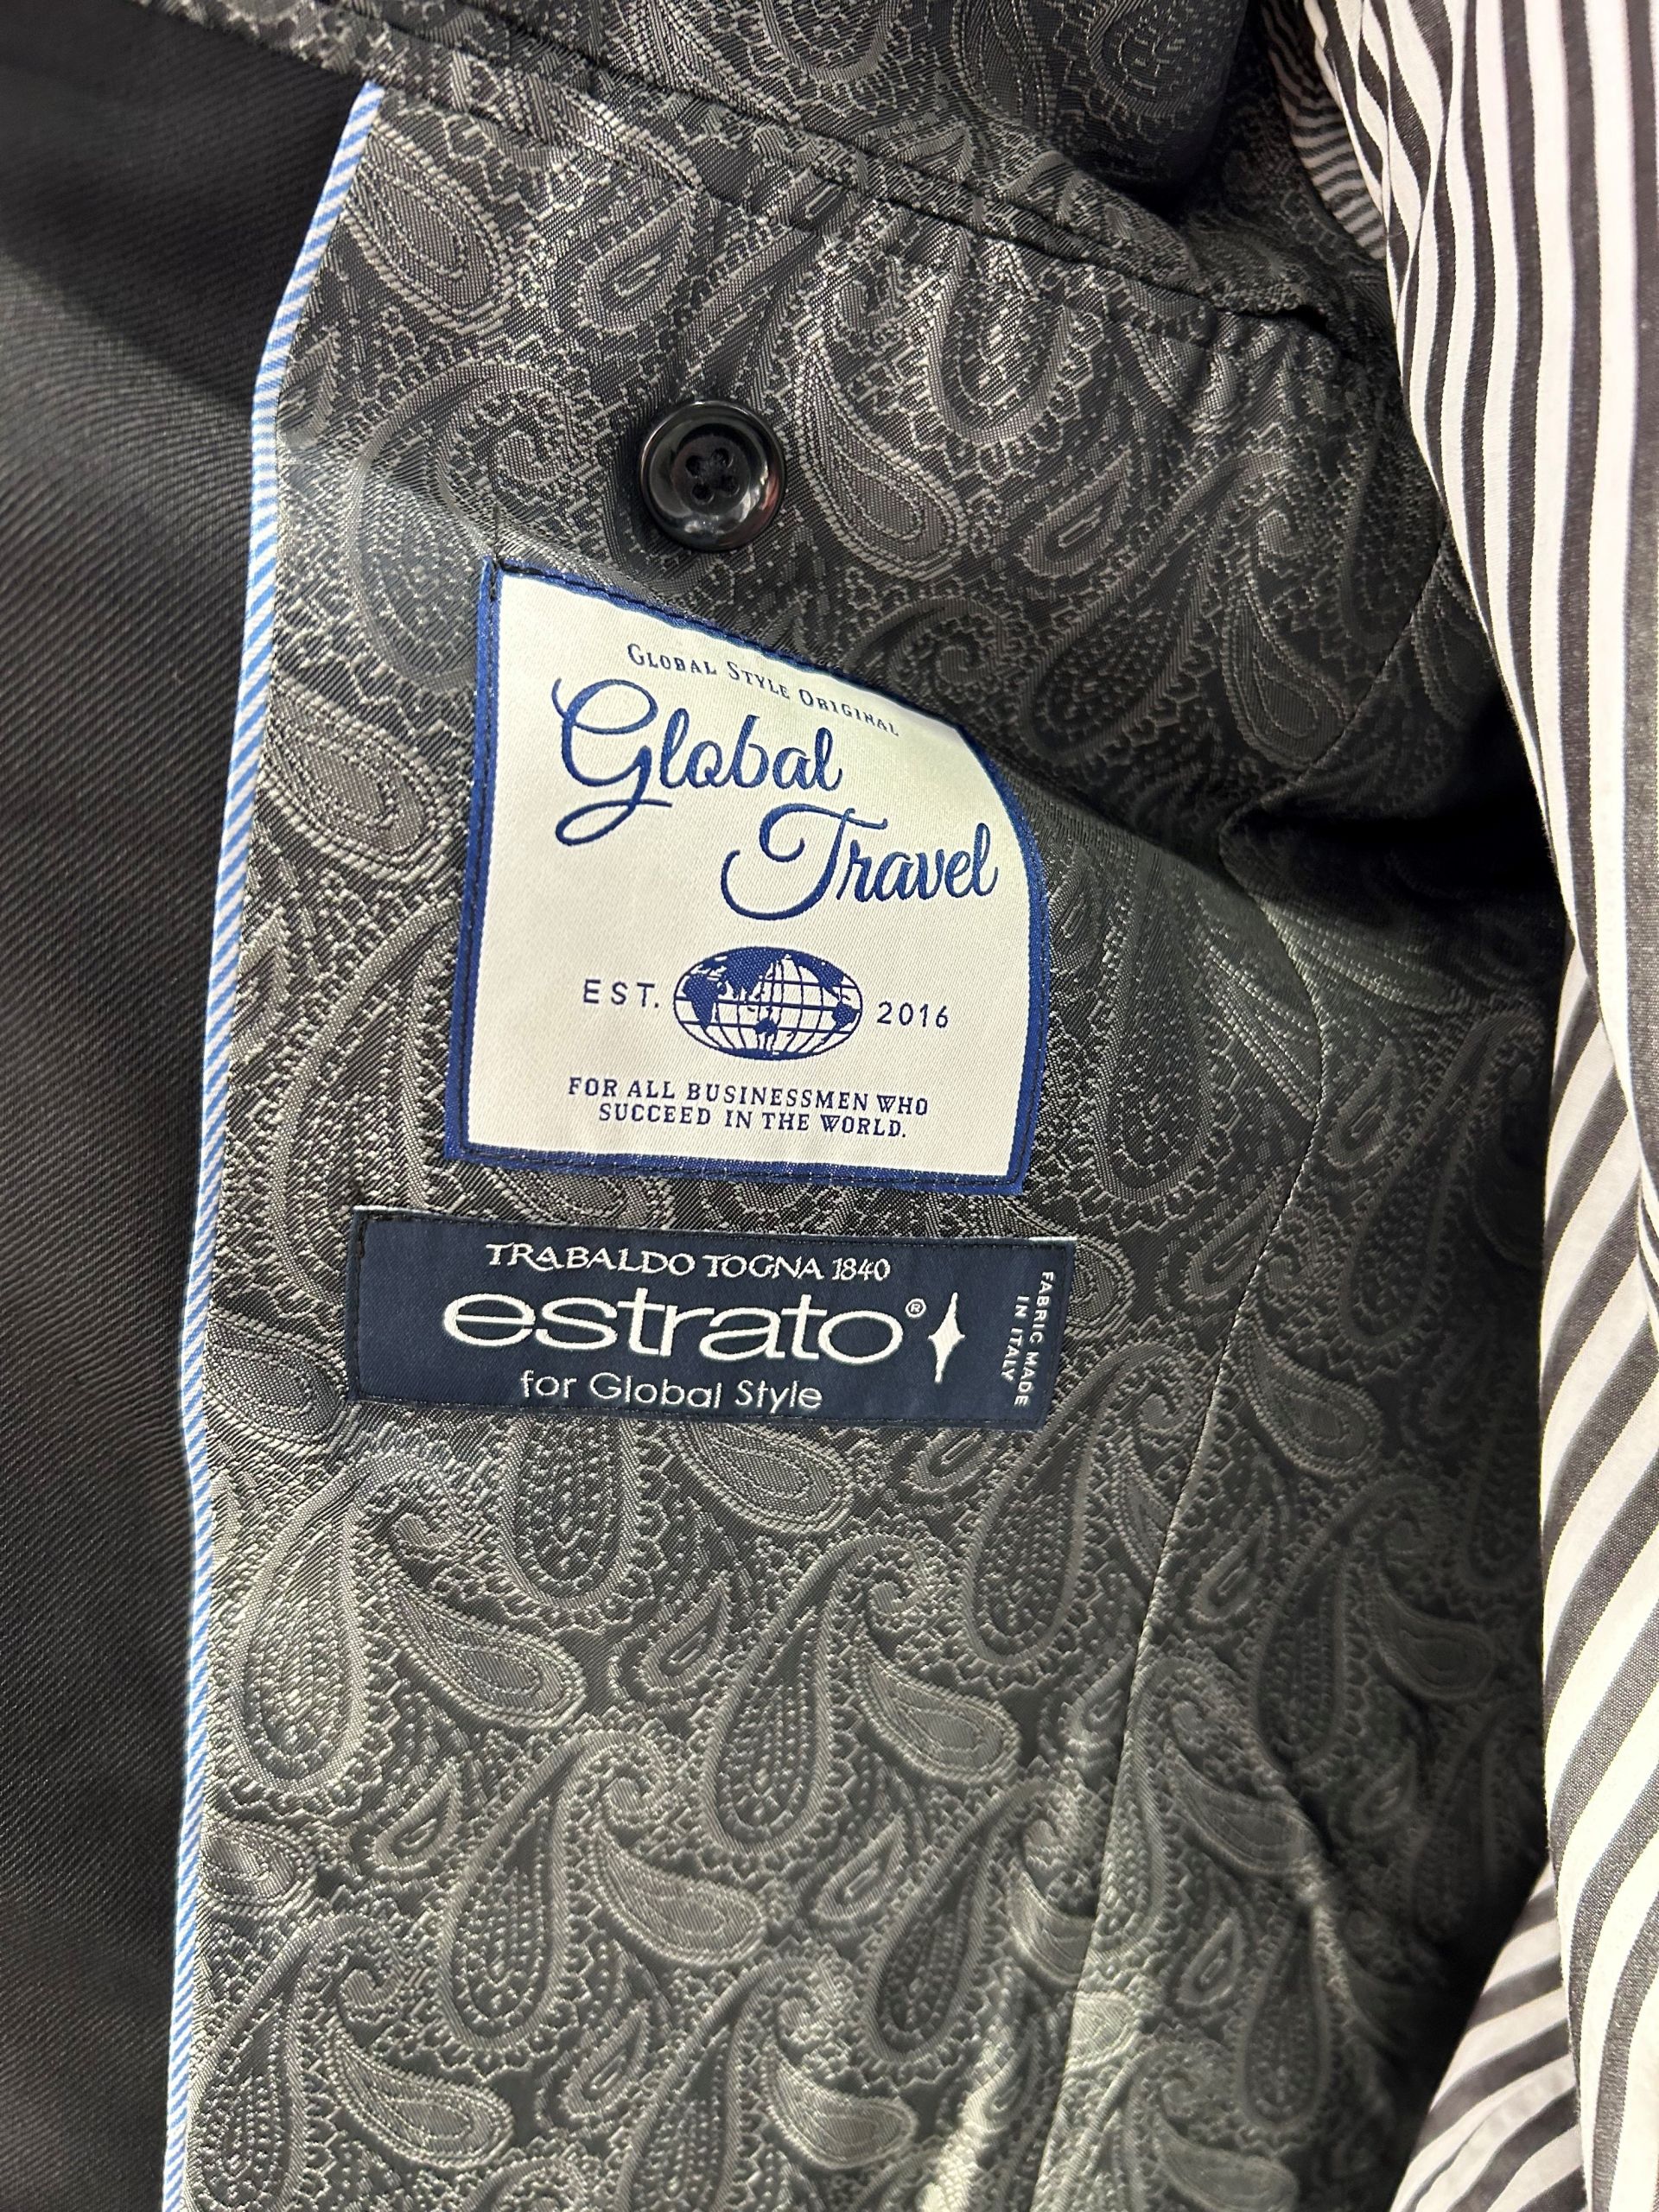 GLOBAL STYLE ORIGINAL
Global
Travel
EST. 2016
FOR ALL BUSINESSMEN WHO
SUCCEED IN THE WORLD.
TRABALDO TOGNA 1840
estrato®
for Global Style
FABRIC MADE
IN ITALY